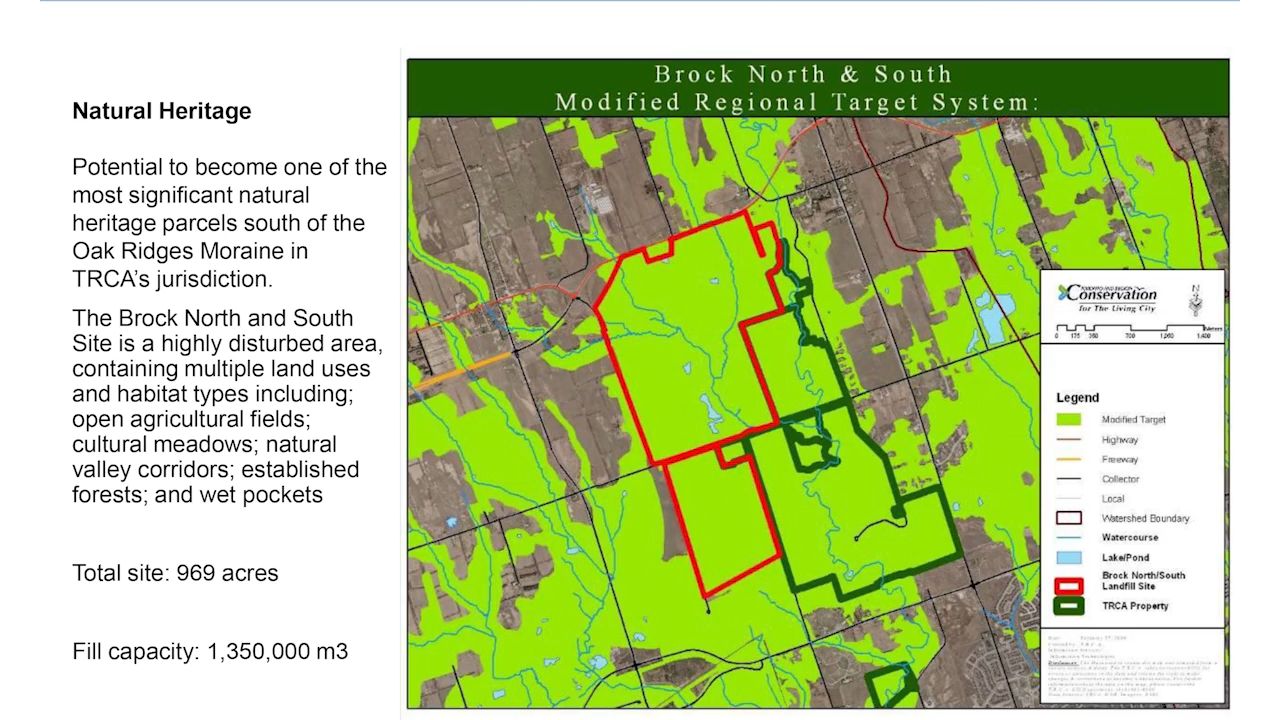 Natural Heritage
Potential to become one of the
most significant natural
heritage parcels south of the
Oak Ridges Moraine in
TRCA's jurisdiction.
The Brock North and South
Site is a highly disturbed area,
containing multiple land uses
and habitat types including;
open agricultural fields;
cultural meadows; natural
valley corridors; established
forests; and wet pockets
Total site: 969 acres
Fill capacity: 1,350,000 m3
Brock North & South
Modified Regional Target System:
TORONTO AND REGION
Conservation
for The Living City
N
Meters
0 175 350 700 1,050 1,400
Legend
Modified Target
Highway
Freeway
Collector
Local
Watershed Boundary
Watercourse
Lake/Pond
Brock North/South
Landfill Site
TRCA Property